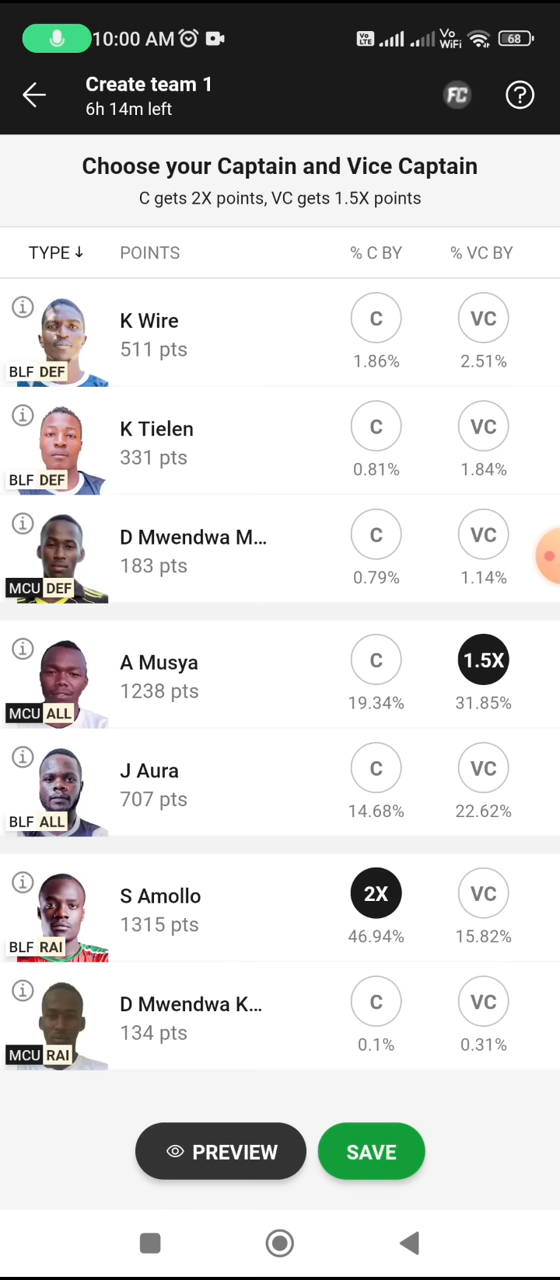 10:00 AM
Vo LTE
Vo WiFi
68
Create team 1
6h 14m left
FC
?
Choose your Captain and Vice Captain
C gets 2X points, VC gets 1.5X points
TYPE↓ POINTS % C BY % VC BY
K Wire
511 pts
C VC
1.86% 2.51%
BLF DEF
K Tielen
331 pts
C VC
0.81% 1.84%
BLF DEF
D Mwendwa M...
183 pts
C VC
0.79% 1.14%
MCU DEF
A Musya
1238 pts
C 1.5X
19.34% 31.85%
MCU ALL
J Aura
707 pts
C VC
14.68% 22.62%
BLF ALL
S Amollo
1315 pts
2X VC
46.94% 15.82%
BLF RAI
D Mwendwa K...
134 pts
C VC
0.1% 0.31%
MCU RAI
PREVIEW SAVE